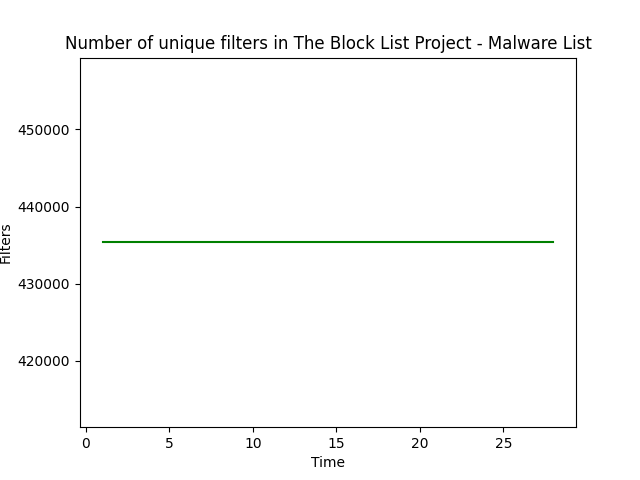 Number of unique filters in The Block List Project - Malware List
450000
440000
430000
420000
Filters
0 5 10 15 20 25
Time